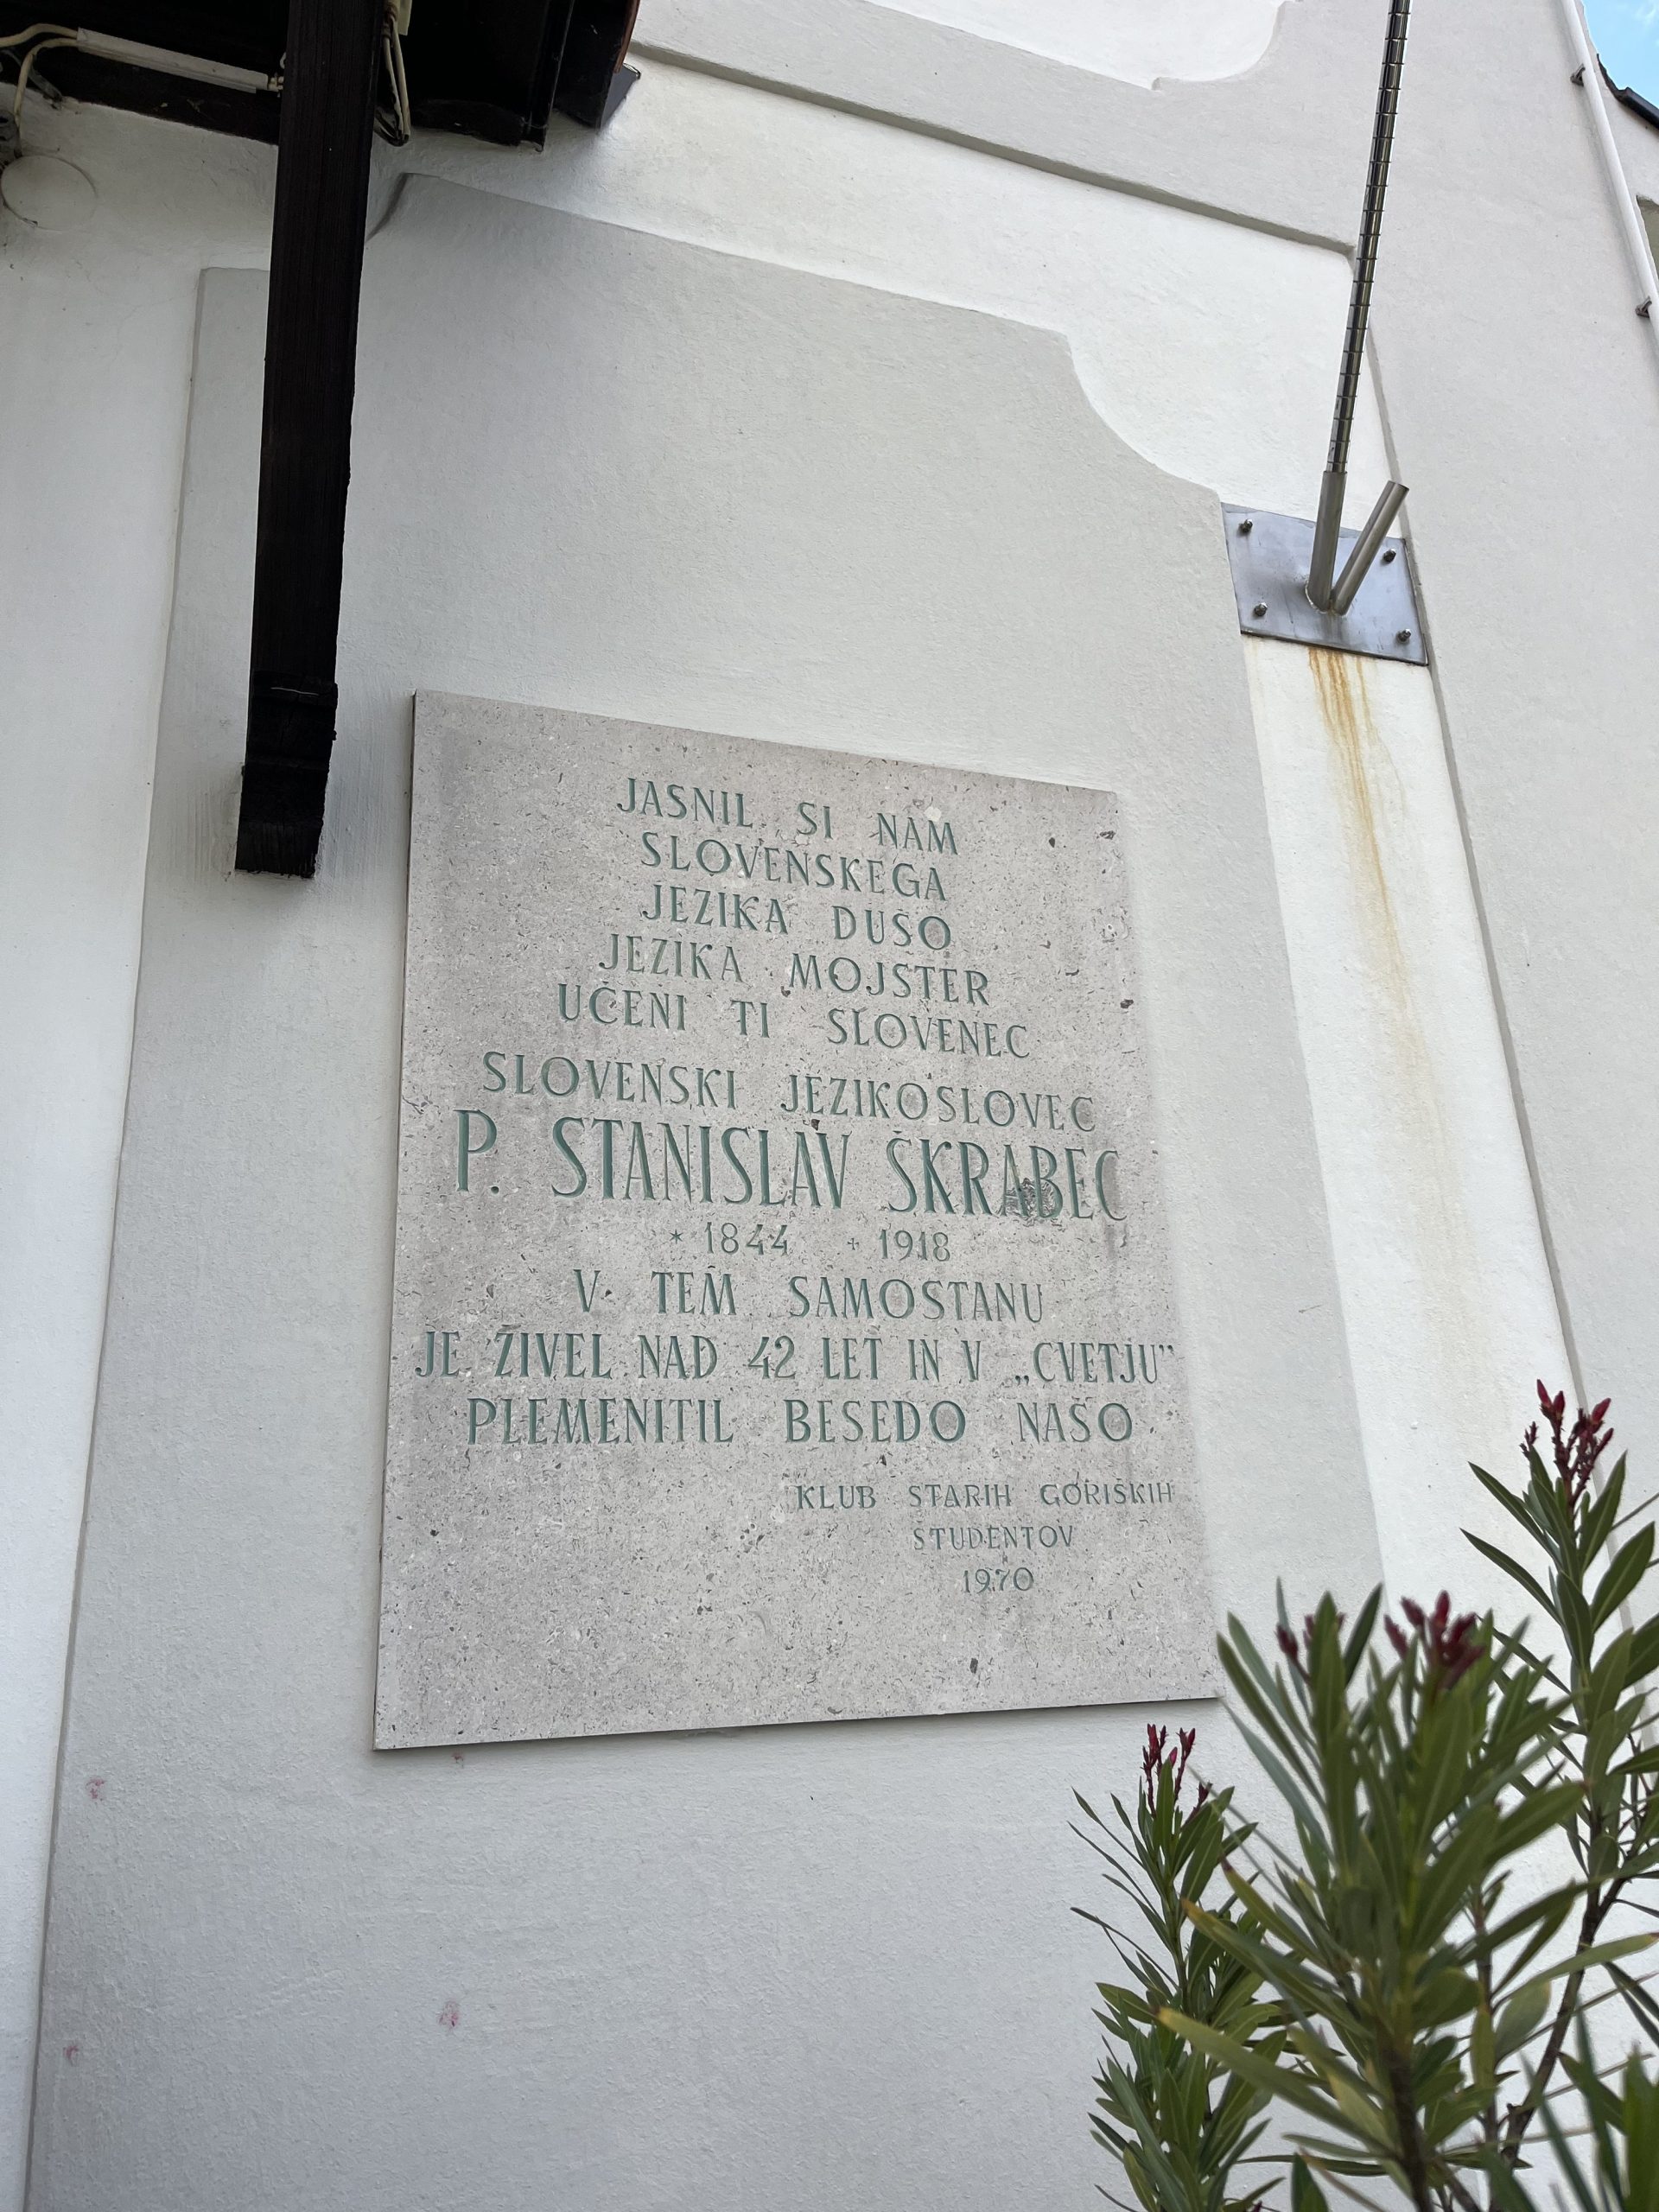 JASNIL SI NAM
SLOVENSKEGA
JEZIKA DUŠO
JEZIKA MOJSTER
UČENI TI SLOVENEC
SLOVENSKI JEZIKOSLOVEC
P. STANISLAV ŠKRABEC
* 1844 + 1918
V TEM SAMOSTANU
JE ŽIVEL NAD 42 LET IN V „CVETJU”
PLEMENITIL BESEDO NAŠO
KLUB STARIH GORIŠKIH
ŠTUDENTOV
1970